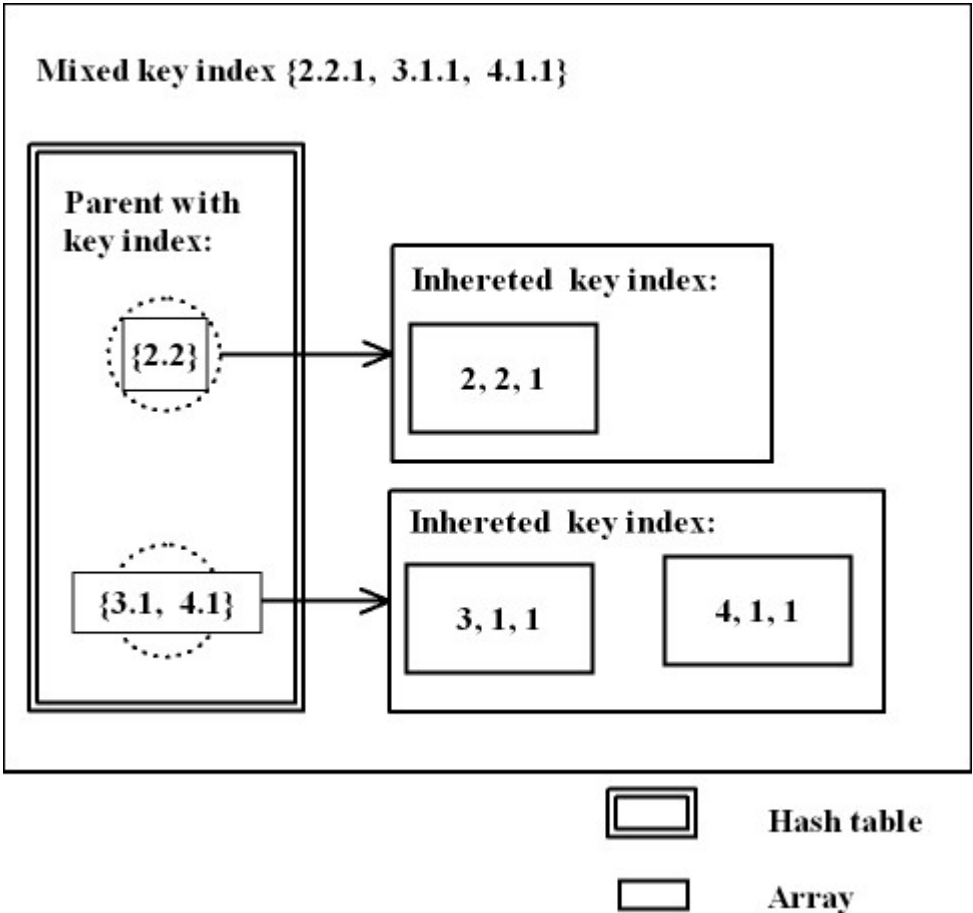 Mixed key index {2.2.1, 3.1.1, 4.1.1}
Parent with
key index:
{2.2}
Inhereted key index:
2, 2, 1
{3.1, 4.1}
Inhereted key index:
3, 1, 1
4, 1, 1
Hash table
Array